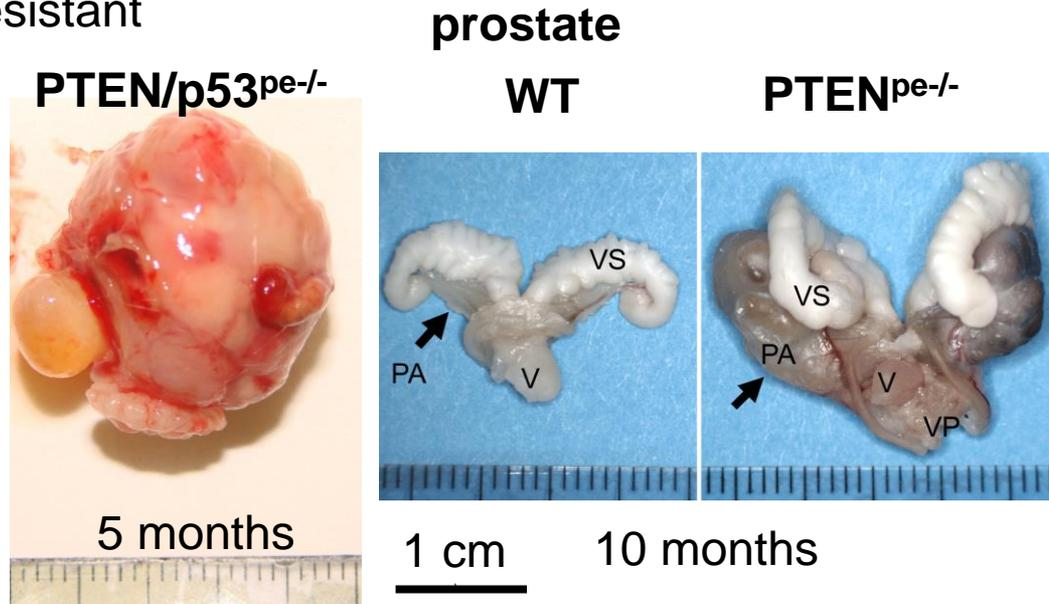 prostate
PTEN/p53pe-/-
WT
PTENpe-/-
VS
PA
V
VS
PA
V
VP
5 months
1 cm
10 months